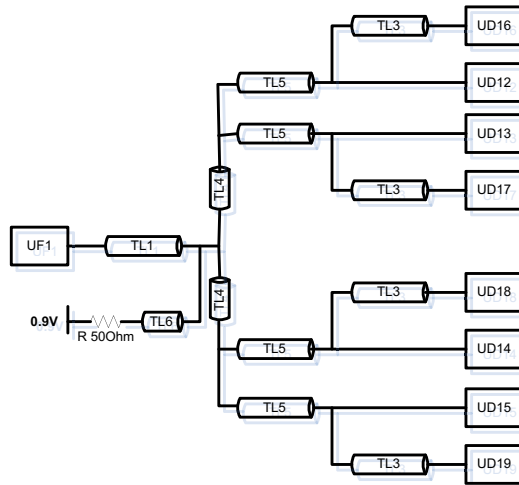 TL3
UD16
TL5
UD12
TL5
UD13
TL4
TL3
UD17
UF1
TL1
TL4
TL3
UD18
0.9V
TL6
R 50Ohm
TL5
UD14
TL5
UD15
TL3
UD19